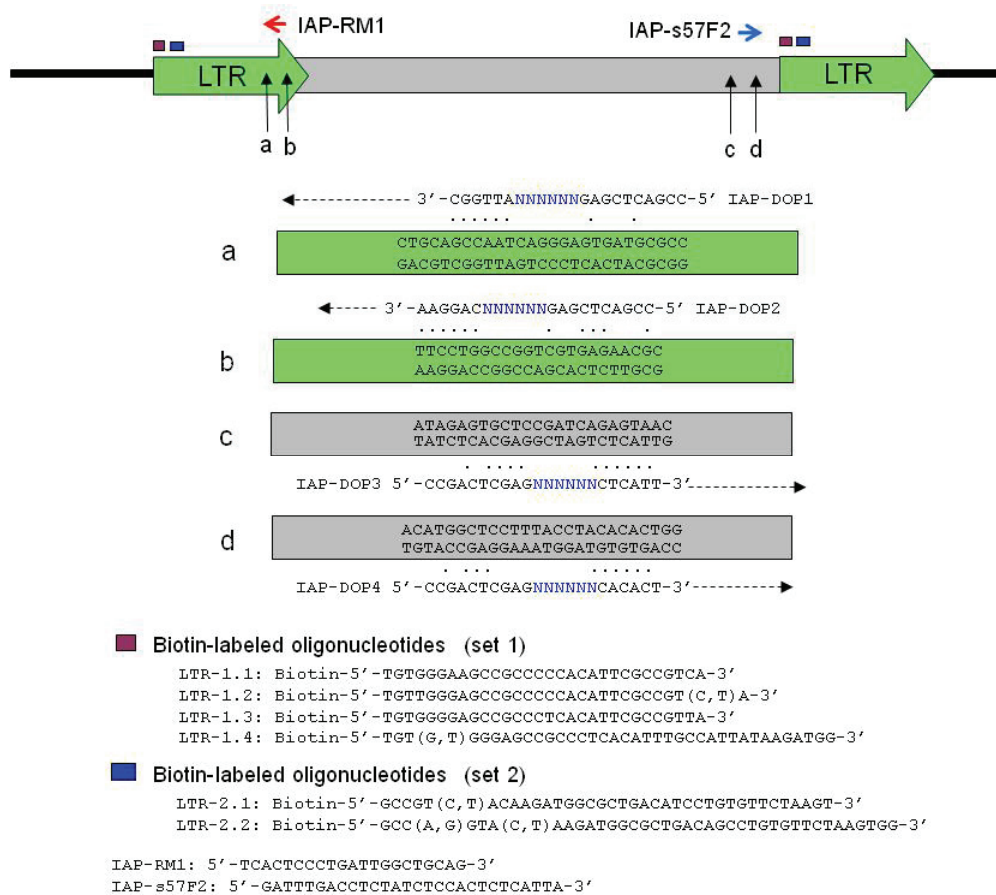 IAP-RM1
IAP-s57F2
LTR
LTR
a
b
c
d
3’-CGGTTANNNNNNGAGCTCAGCC-5’ IAP-DOP1
a
CTGCAGCCAATCAGGGAGTGATGCGCC
GACGTCGGTTAGTCCCTCACTACGCGG
3’-AAGGACNNNNNNGAGCTCAGCC-5’ IAP-DOP2
b
TTCCTGGCCGGTCGTGAGAACGC
AAGGACCGGCCAGCACTCTTGCG
c
ATAGAGTGCTCCGATCAGAGTAAC
TATCTCACGAGGCTAGTCTCATTG
IAP-DOP3 5’-CCGACTCGAGNNNNNNCTCATT-3’
d
ACATGGCTCCTTTACCTACACACTGG
TGTACCGAGGAAATGGATGTGTGACC
IAP-DOP4 5’-CCGACTCGAGNNNNNNCACACT-3’
Biotin-labeled oligonucleotides (set 1)
LTR-1.1: Biotin-5’-TGTGGGAAGCCGCCCCCACATTCGCCGTCA-3’
LTR-1.2: Biotin-5’-TGTTGGGAGCCGCCCCCACATTCGCCGT(C,T)A-3’
LTR-1.3: Biotin-5’-TGTGGGGAGCCGCCCTCACATTCGCCGTTA-3’
LTR-1.4: Biotin-5’-TGT(G,T)GGGAGCCGCCCTCACATTTGCCATTATAAGATGG-3’
Biotin-labeled oligonucleotides (set 2)
LTR-2.1: Biotin-5’-GCCGT(C,T)ACAAGATGGCGCTGACATCCTGTGTTCTAAGT-3’
LTR-2.2: Biotin-5’-GCC(A,G)GTA(C,T)AAGATGGCGCTGACAGCCTGTGTTCTAAGTGG-3’
IAP-RM1: 5’-TCACTCCCTGATTGGCTGCAG-3’
IAP-s57F2: 5’-GATTTGACCTCTATCTCCACTCTCATTA-3’